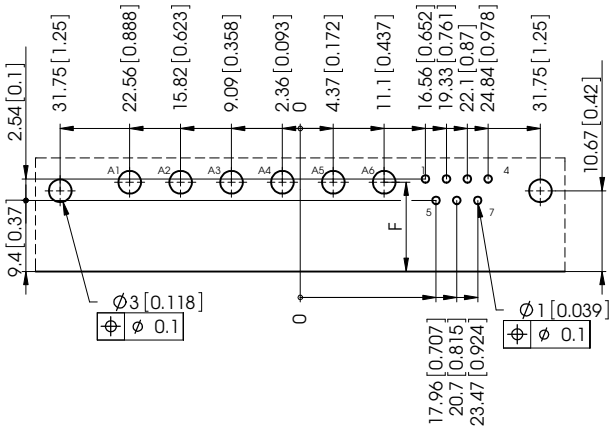 31.75 [1.25]
22.56 [0.888]
15.82 [0.623]
9.09 [0.358]
2.36 [0.093]
0
4.37 [0.172]
11.1 [0.437]
16.56 [0.652]
19.33 [0.761]
22.1 [0.87]
24.84 [0.978]
31.75 [1.25]
2.54 [0.1]
10.67 [0.42]
A1
A2
A3
A4
A5
A6
1
4
5
7
F
9.4 [0.37]
Ø3 [0.118]
⌖ Ø 0.1
0
Ø1 [0.039]
⌖ Ø 0.1
17.96 [0.707]
20.7 [0.815]
23.47 [0.924]